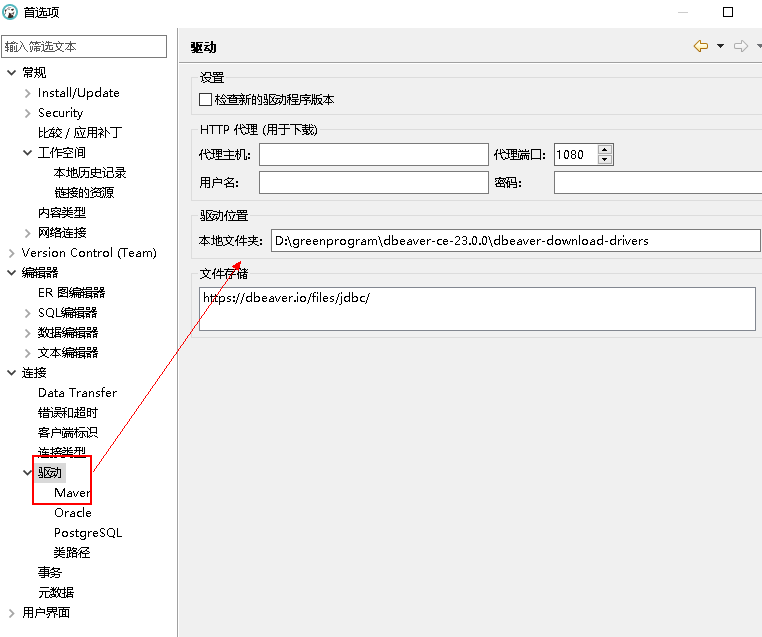 首选项
输入筛选文本
常规
Install/Update
Security
比较 / 应用补丁
工作空间
本地历史记录
链接的资源
内容类型
网络连接
Version Control (Team)
编辑器
ER 图编辑器
SQL编辑器
数据编辑器
文本编辑器
连接
Data Transfer
错误和超时
客户端标识
连接类型
驱动
Maven
Oracle
PostgreSQL
类路径
事务
元数据
用户界面
驱动
设置
检查新的驱动程序版本
HTTP 代理 (用于下载)
代理主机: 代理端口: 1080
用户名: 密码:
驱动位置
本地文件夹: D:\greenprogram\dbeaver-ce-23.0.0\dbeaver-download-drivers
文件存储
https://dbeaver.io/files/jdbc/